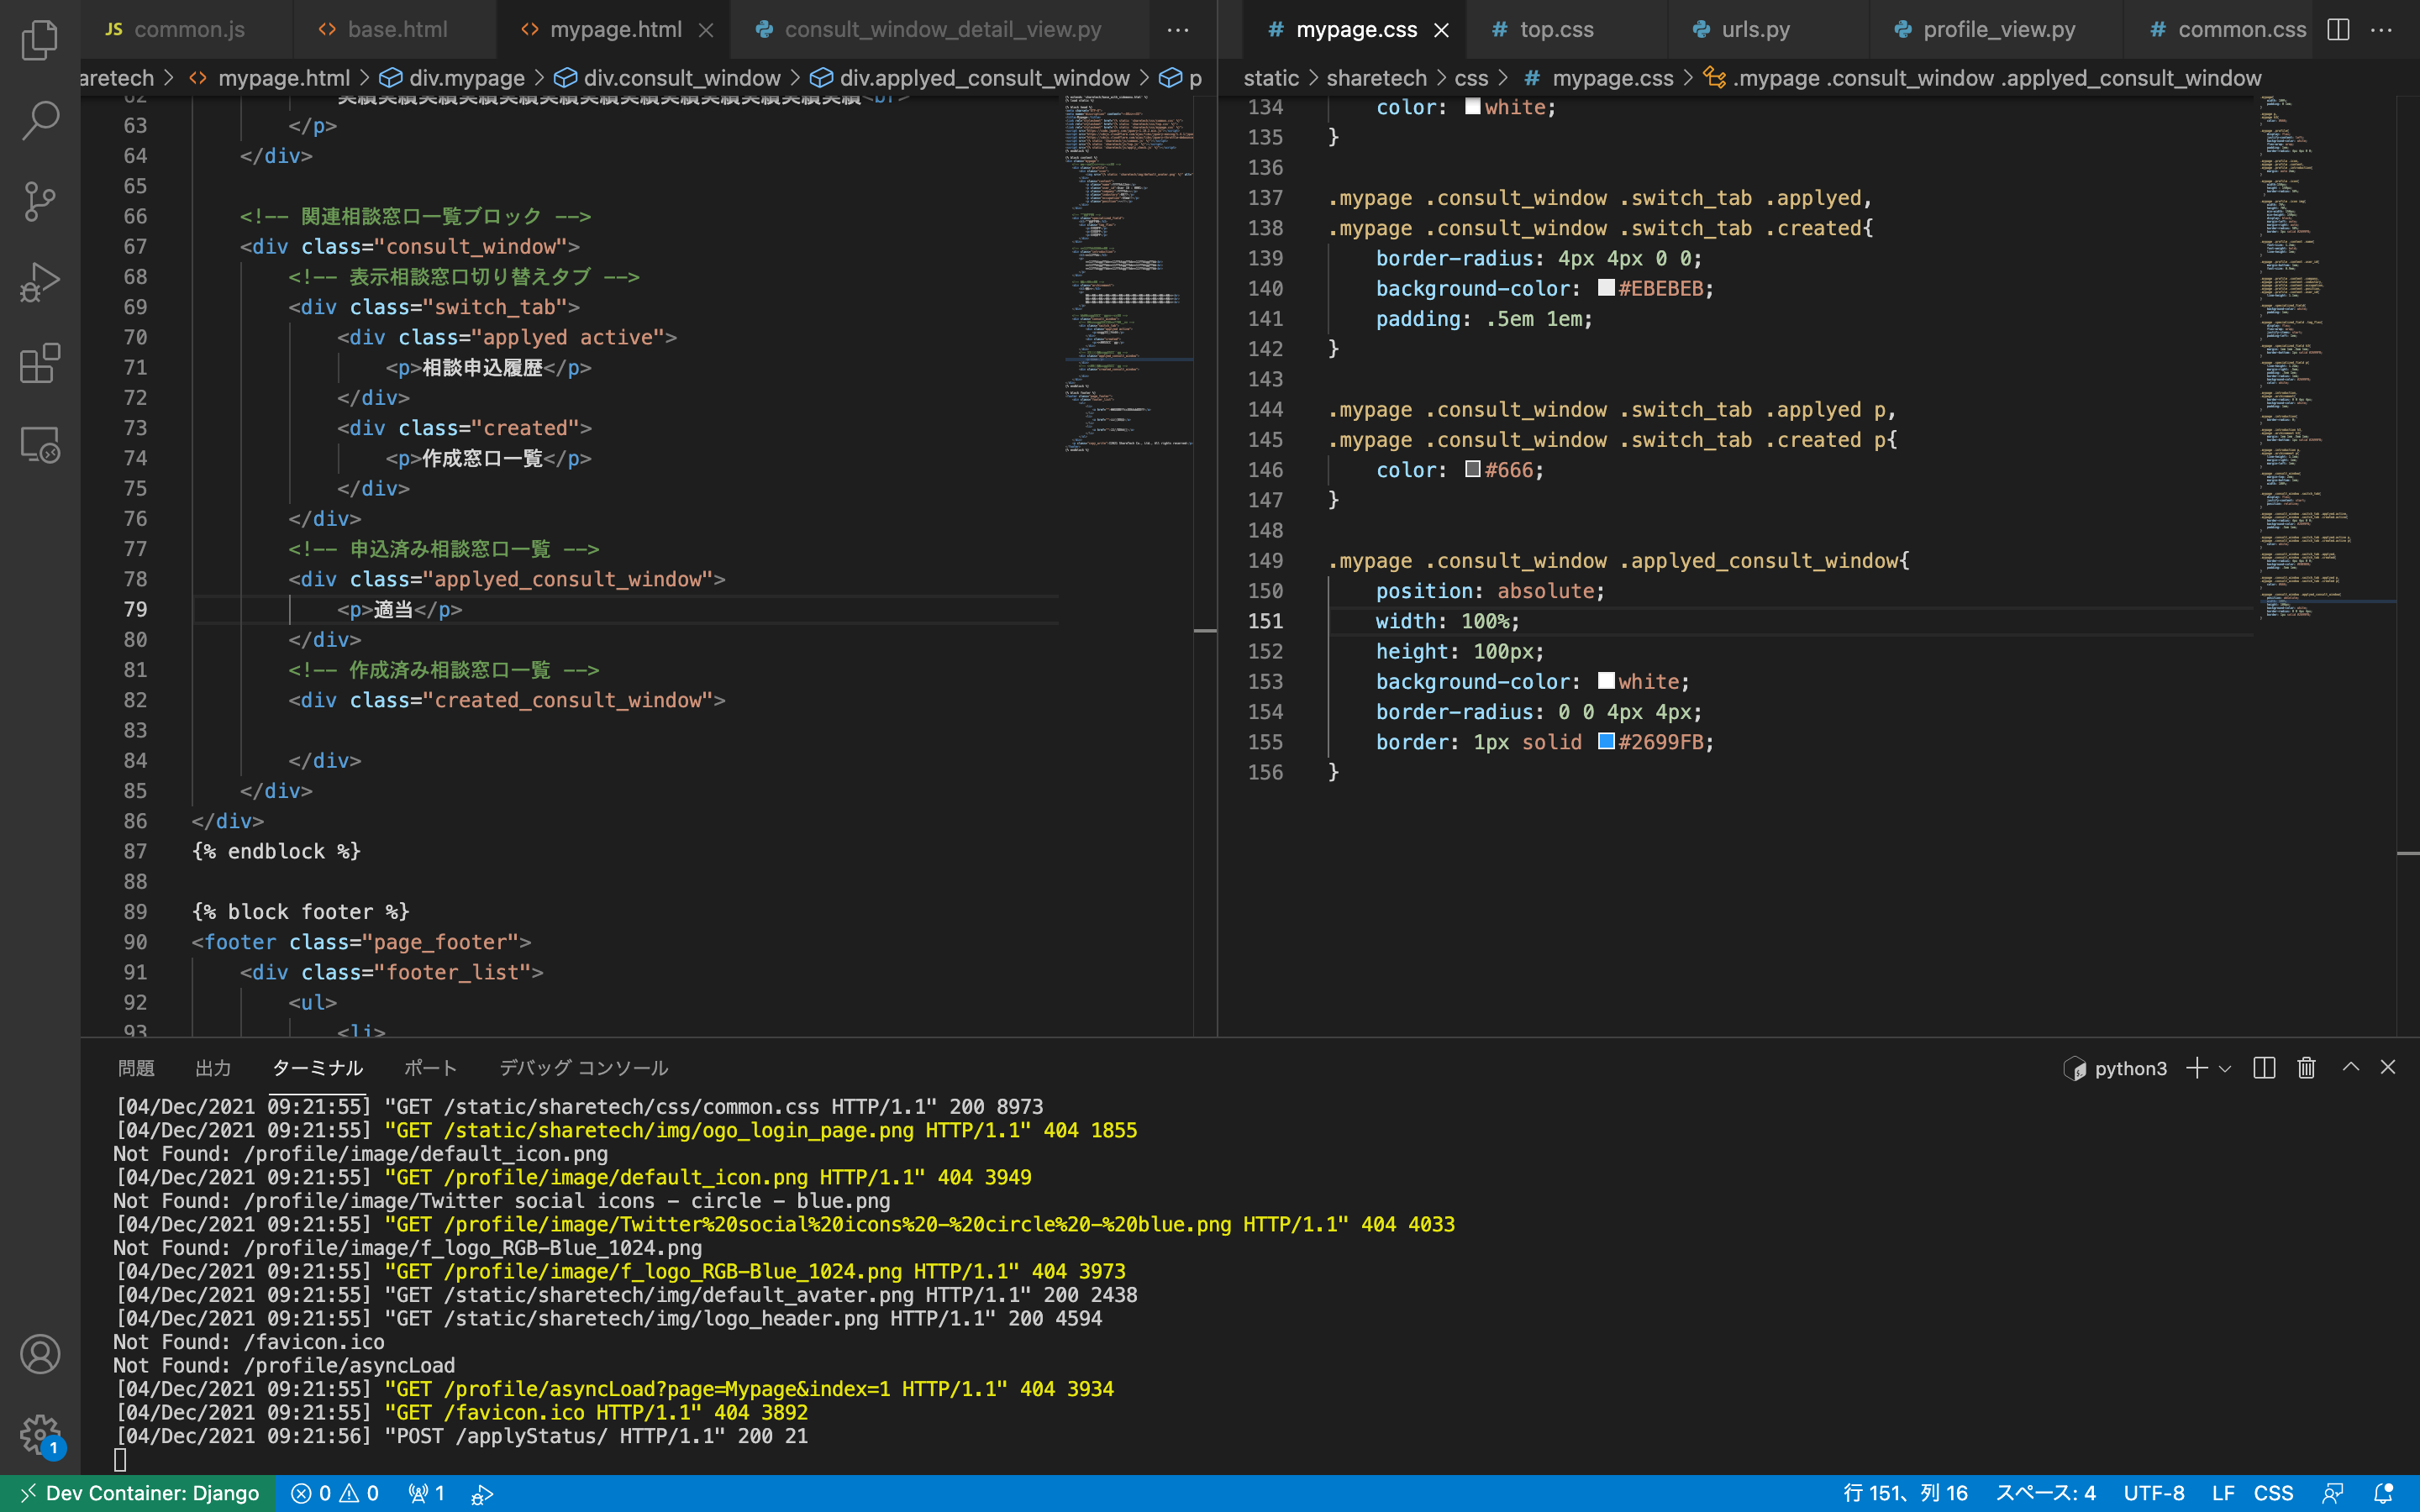 common.js
base.html
mypage.html
consult_window_detail_view.py
mypage.css
top.css
urls.py
profile_view.py
common.css
aretech > mypage.html > div.mypage > div.consult_window > div.applyed_consult_window > p
static > sharetech > css > mypage.css > .mypage .consult_window .applyed_consult_window
63 </p>
64 </div>
65
66 <!-- 関連相談窓口一覧ブロック -->
67 <div class="consult_window">
68 <!-- 表示相談窓口切り替えタブ -->
69 <div class="switch_tab">
70 <div class="applyed active">
71 <p>相談申込履歴</p>
72 </div>
73 <div class="created">
74 <p>作成窓口一覧</p>
75 </div>
76 </div>
77 <!-- 申込済み相談窓口一覧 -->
78 <div class="applyed_consult_window">
79 <p>適当</p>
80 </div>
81 <!-- 作成済み相談窓口一覧 -->
82 <div class="created_consult_window">
83
84 </div>
85 </div>
86 </div>
87 {% endblock %}
88
89 {% block footer %}
90 <footer class="page_footer">
91 <div class="footer_list">
92 <ul>
93 <li>
134 color: white;
135 }
136
137 .mypage .consult_window .switch_tab .applyed,
138 .mypage .consult_window .switch_tab .created{
139 border-radius: 4px 4px 0 0;
140 background-color: #EBEBEB;
141 padding: .5em 1em;
142 }
143
144 .mypage .consult_window .switch_tab .applyed p,
145 .mypage .consult_window .switch_tab .created p{
146 color: #666;
147 }
148
149 .mypage .consult_window .applyed_consult_window{
150 position: absolute;
151 width: 100%;
152 height: 100px;
153 background-color: white;
154 border-radius: 0 0 4px 4px;
155 border: 1px solid #2699FB;
156 }
問題 出力 ターミナル ポート デバッグ コンソール
python3
[04/Dec/2021 09:21:55] "GET /static/sharetech/css/common.css HTTP/1.1" 200 8973
[04/Dec/2021 09:21:55] "GET /static/sharetech/img/ogo_login_page.png HTTP/1.1" 404 1855
Not Found: /profile/image/default_icon.png
[04/Dec/2021 09:21:55] "GET /profile/image/default_icon.png HTTP/1.1" 404 3949
Not Found: /profile/image/Twitter social icons - circle - blue.png
[04/Dec/2021 09:21:55] "GET /profile/image/Twitter%20social%20icons%20-%20circle%20-%20blue.png HTTP/1.1" 404 4033
Not Found: /profile/image/f_logo_RGB-Blue_1024.png
[04/Dec/2021 09:21:55] "GET /profile/image/f_logo_RGB-Blue_1024.png HTTP/1.1" 404 3973
[04/Dec/2021 09:21:55] "GET /static/sharetech/img/default_avater.png HTTP/1.1" 200 2438
[04/Dec/2021 09:21:55] "GET /static/sharetech/img/logo_header.png HTTP/1.1" 200 4594
Not Found: /favicon.ico
Not Found: /profile/asyncLoad
[04/Dec/2021 09:21:55] "GET /profile/asyncLoad?page=Mypage&index=1 HTTP/1.1" 404 3934
[04/Dec/2021 09:21:55] "GET /favicon.ico HTTP/1.1" 404 3892
[04/Dec/2021 09:21:56] "POST /applyStatus/ HTTP/1.1" 200 21
1
Dev Container: Django 0 0 1
行 151、列 16 スペース: 4 UTF-8 LF CSS